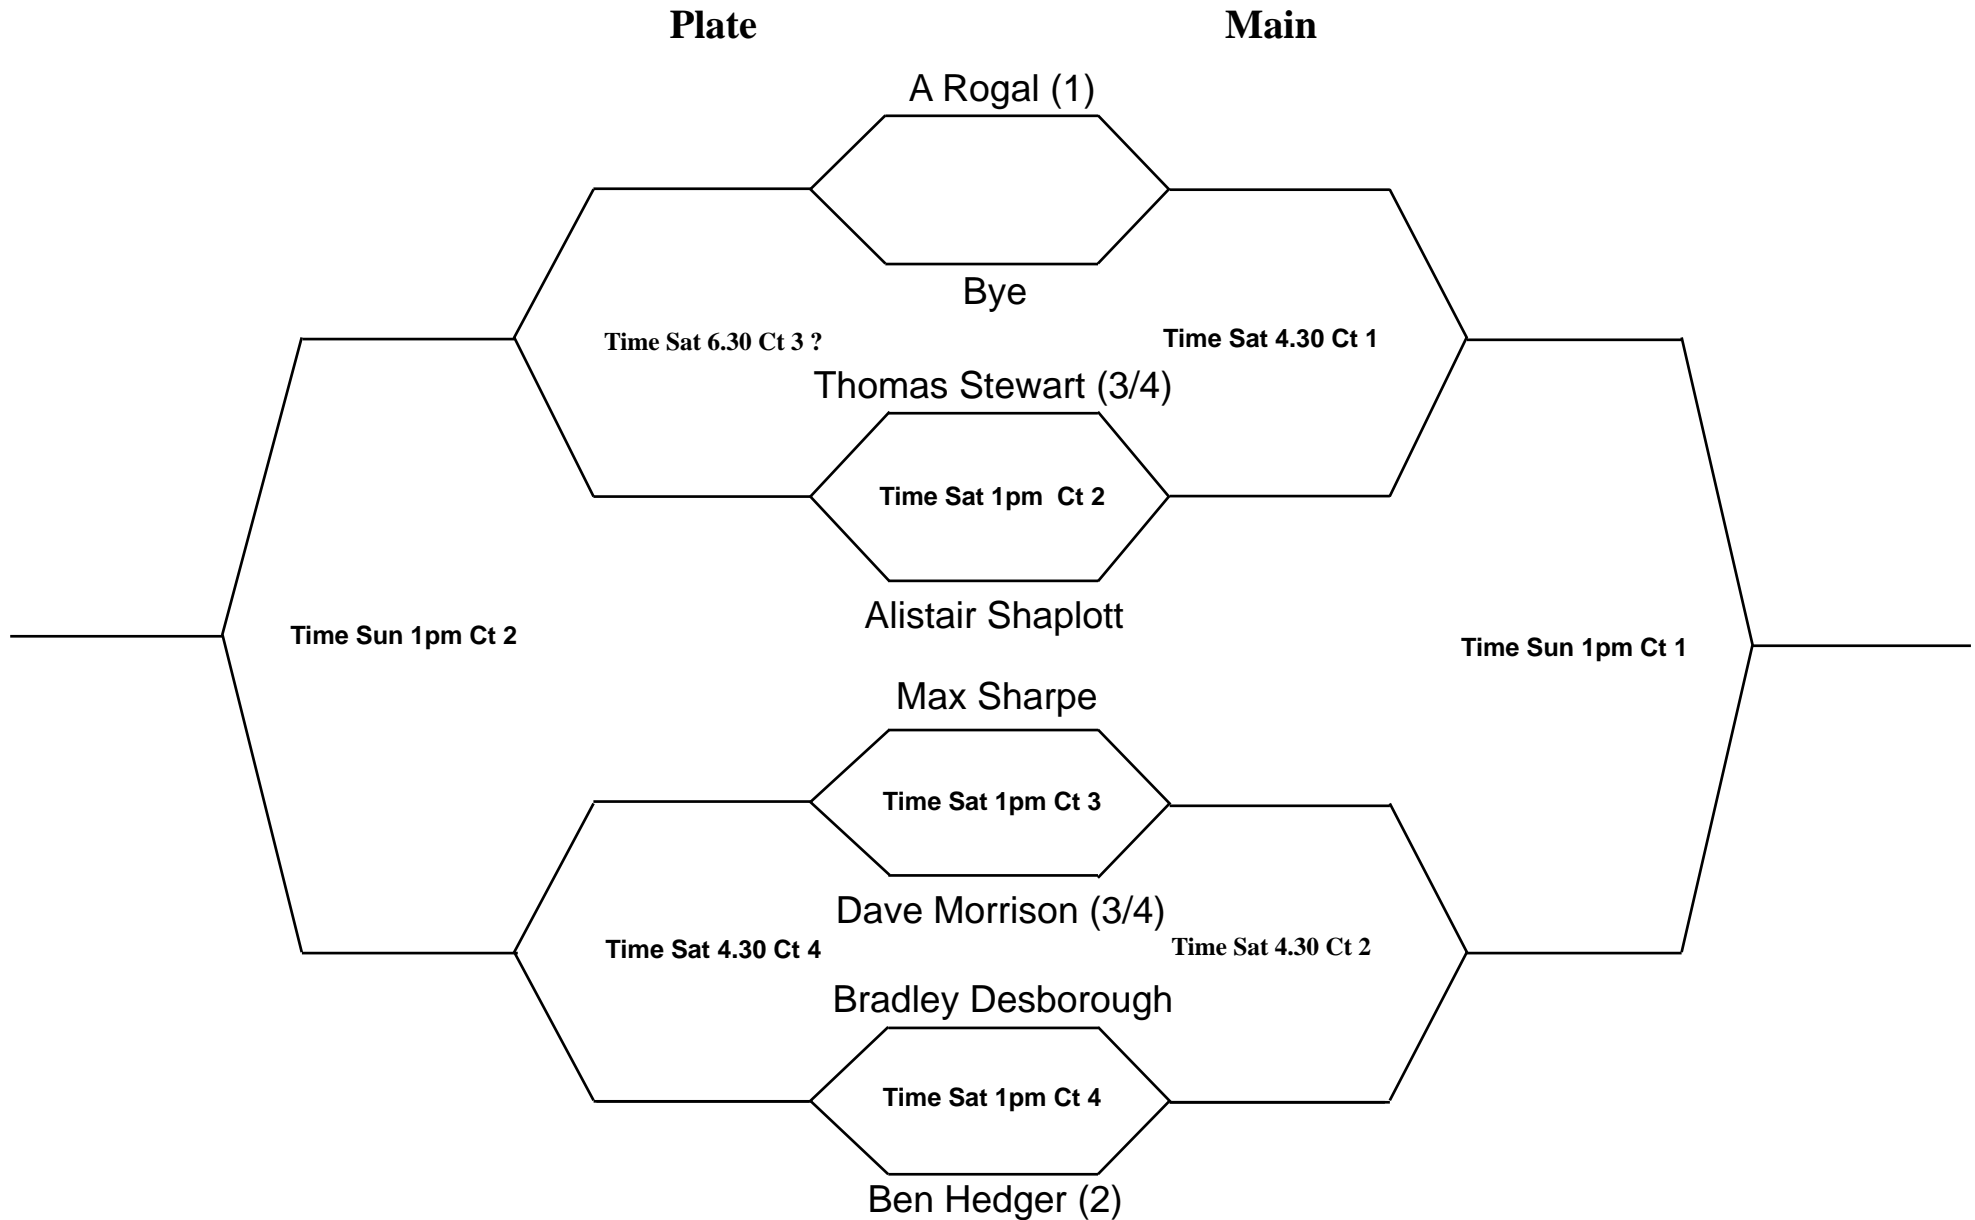 Plate
Main
A Rogal (1)
Bye
Time Sat 6.30 Ct 3 ?
Time Sat 4.30 Ct 1
Thomas Stewart (3/4)
Time Sat 1pm  Ct 2
Alistair Shaplott
Time Sun 1pm Ct 2
Time Sun 1pm Ct 1
Max Sharpe
Time Sat 1pm Ct 3
Dave Morrison (3/4)
Time Sat 4.30 Ct 4
Time Sat 4.30 Ct 2
Bradley Desborough
Time Sat 1pm Ct 4
Ben Hedger (2)